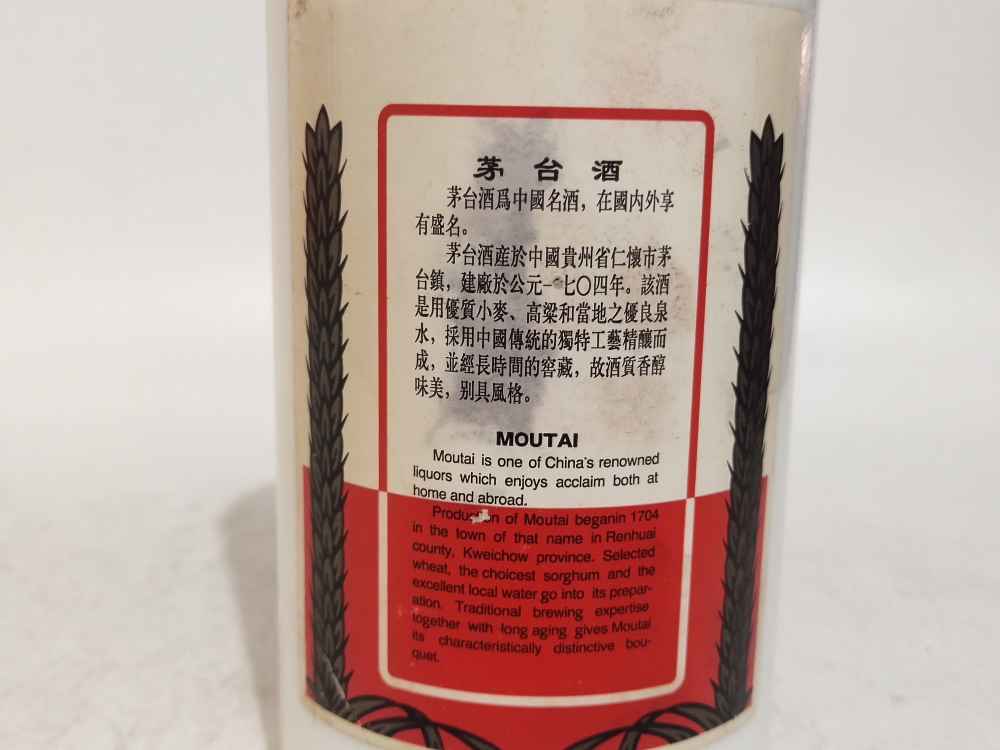 茅台酒
茅台酒爲中國名酒，在國内外享
有盛名。
茅台酒産於中國貴州省仁懷市茅
台鎮，建廠於公元一七〇四年。該酒
是用優質小麥、高梁和當地之優良泉
水，採用中國傳統的獨特工藝精釀而
成，並經長時間的窖藏，故酒質香醇
味美，别具風格。
MOUTAI
Moutai is one of China's renowned
liquors which enjoys acclaim both at
home and abroad.
of Moutai beganin 1704
in the town of that name in Renhuai
county, Kweichow province. Selected
wheat, the choicest sorghum and the
excellent local water go into its prepar-
ation. Traditional brewing expertise
together with long aging gives Moutai
its characteristically distinctive bou-
quet.